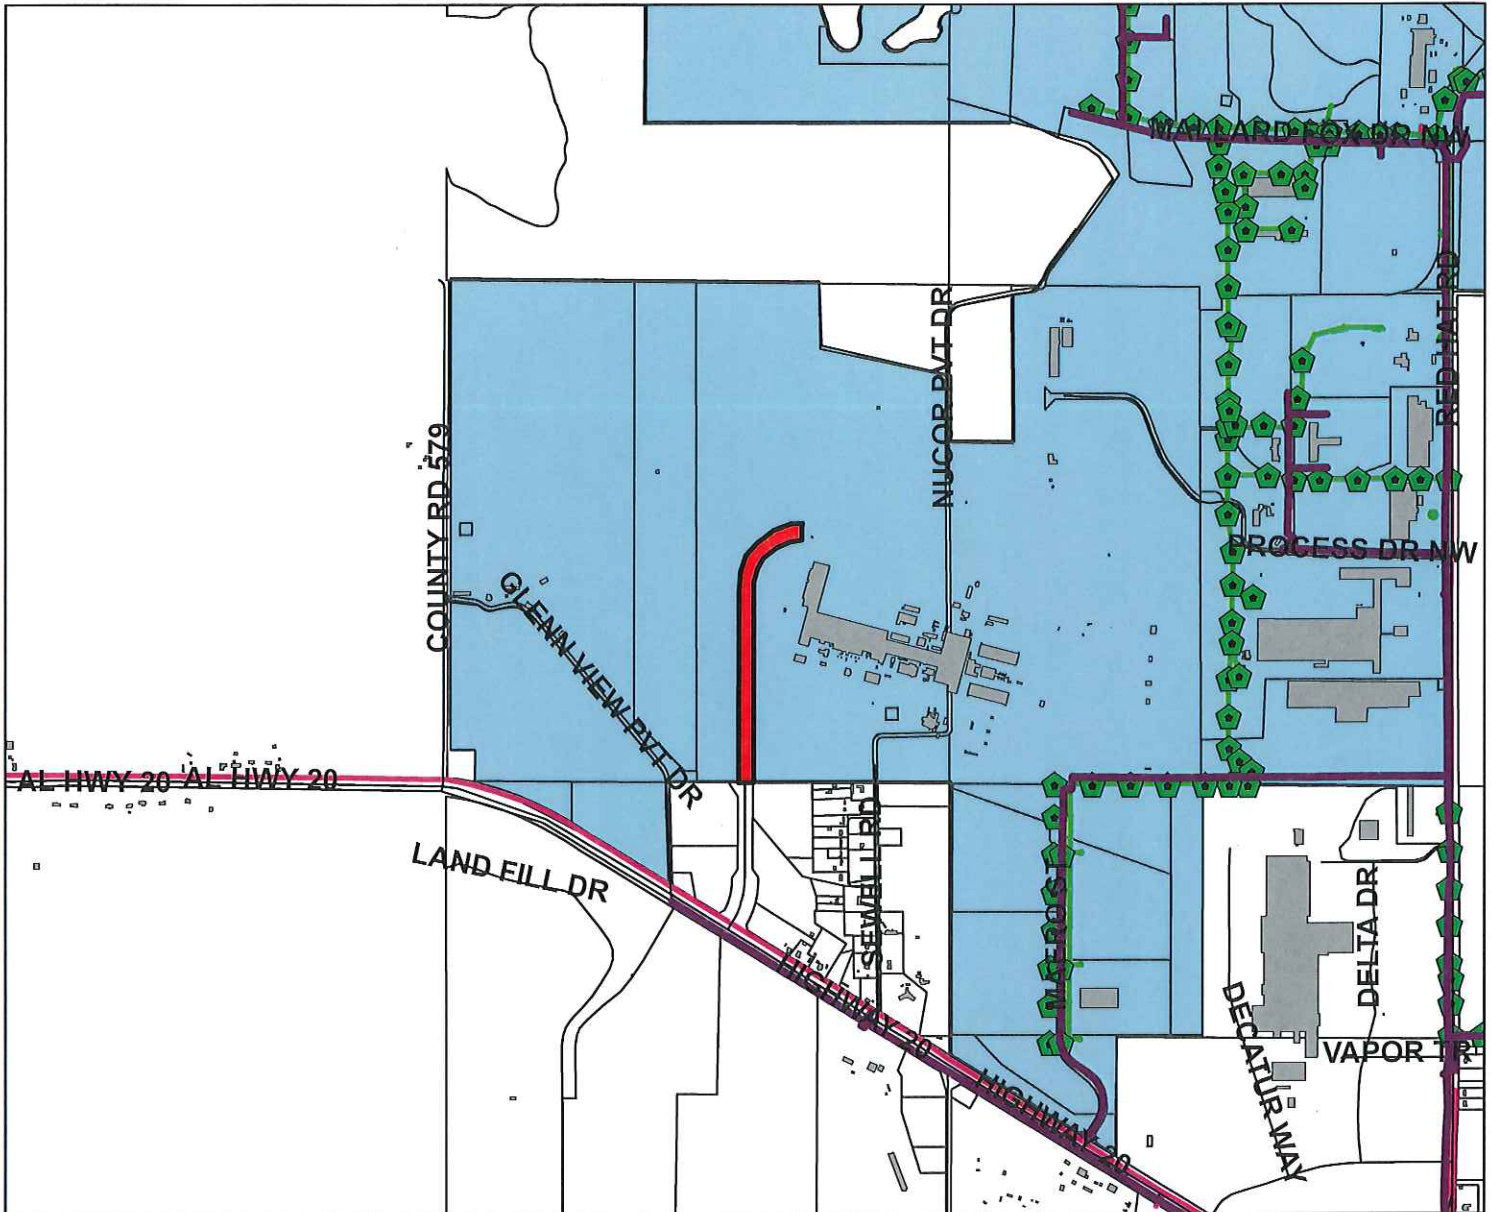 MALLARD FOX DR NW
RED HAT RD
NUCOR PVT DR
COUNTY RD 579
PROCESS DR NW
GLENN VIEW PVT DR
AL HWY 20
AL HWY 20
LAND FILL DR
SEWELL RD
DELTA DR
HIGHWAY 20
DECATUR WAY
VAPOR TR
HIGHWAY 20